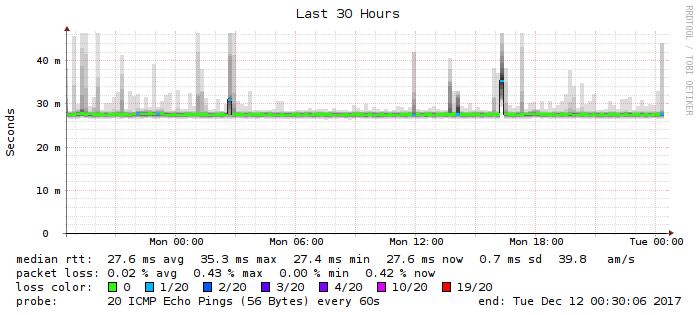 Last 30 Hours
RRDTOOL / TOBI OETIKER
Seconds
40 m
30 m
20 m
10 m
0
Mon 00:00 Mon 06:00 Mon 12:00 Mon 18:00 Tue 00:00
median rtt: 27.6 ms avg 35.3 ms max 27.4 ms min 27.6 ms now 0.7 ms sd 39.8 am/s
packet loss: 0.02 % avg 0.43 % max 0.00 % min 0.42 % now
loss color: 0 1/20 2/20 3/20 4/20 10/20 19/20
probe: 20 ICMP Echo Pings (56 Bytes) every 60s end: Tue Dec 12 00:30:06 2017